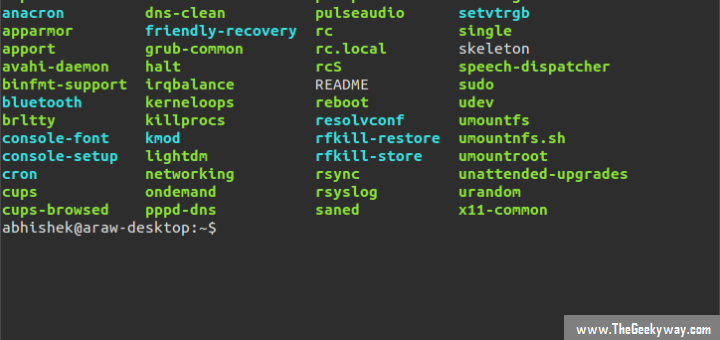 anacron dns-clean pulseaudio setvtrgb
apparmor friendly-recovery rc single
apport grub-common rc.local skeleton
avahi-daemon halt rcS speech-dispatcher
binfmt-support irqbalance README sudo
bluetooth kerneloops reboot udev
brltty killprocs resolvconf umountfs
console-font kmod rfkill-restore umountnfs.sh
console-setup lightdm rfkill-store umountroot
cron networking rsync unattended-upgrades
cups ondemand rsyslog urandom
cups-browsed pppd-dns saned x11-common
abhishek@araw-desktop:~$
www.TheGeekyway.com